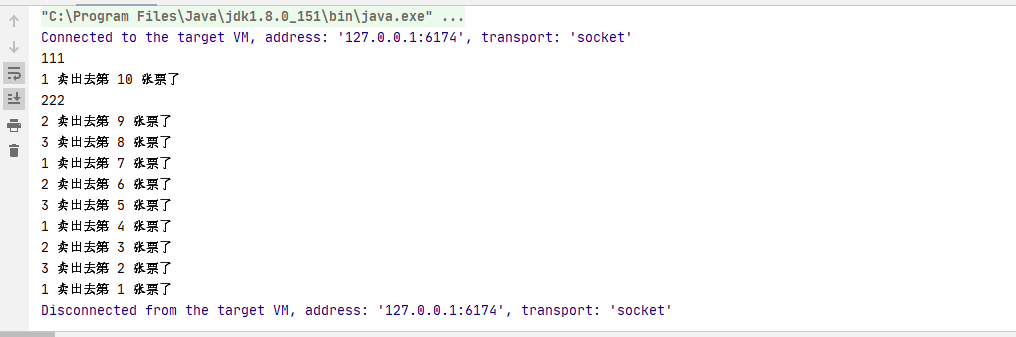 "C:\Program Files\Java\jdk1.8.0_151\bin\java.exe" ...
Connected to the target VM, address: '127.0.0.1:6174', transport: 'socket'
111
1 卖出去第 10 张票了
222
2 卖出去第 9 张票了
3 卖出去第 8 张票了
1 卖出去第 7 张票了
2 卖出去第 6 张票了
3 卖出去第 5 张票了
1 卖出去第 4 张票了
2 卖出去第 3 张票了
3 卖出去第 2 张票了
1 卖出去第 1 张票了
Disconnected from the target VM, address: '127.0.0.1:6174', transport: 'socket'